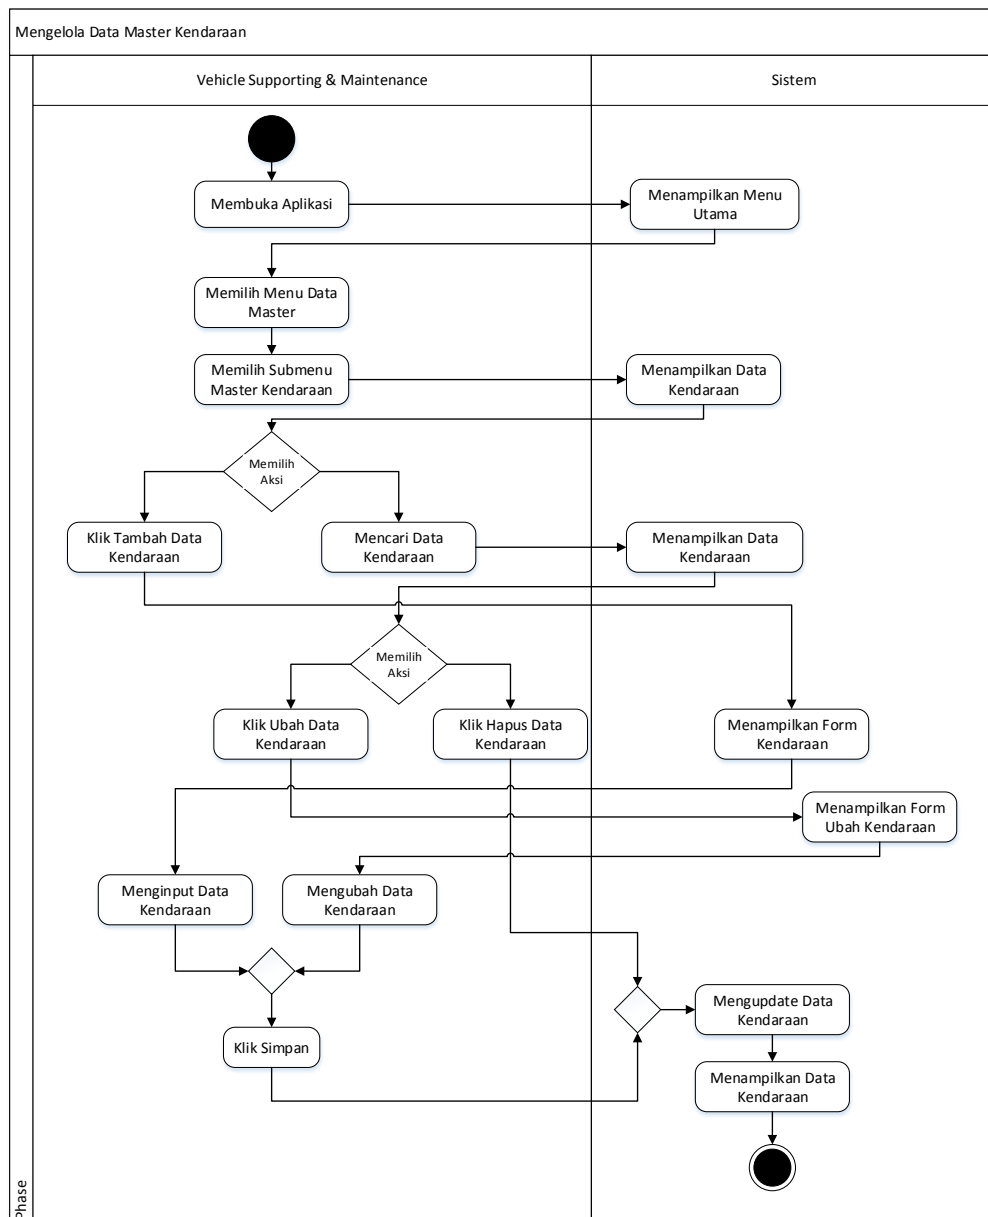 Mengelola Data Master Kendaraan
Vehicle Supporting & Maintenance
Sistem
Membuka Aplikasi
Menampilkan Menu
Utama
Memilih Menu Data
Master
Memilih Submenu
Master Kendaraan
Menampilkan Data
Kendaraan
Memilih
Aksi
Klik Tambah Data
Kendaraan
Mencari Data
Kendaraan
Menampilkan Data
Kendaraan
Memilih
Aksi
Klik Ubah Data
Kendaraan
Klik Hapus Data
Kendaraan
Menampilkan Form
Kendaraan
Menampilkan Form
Ubah Kendaraan
Menginput Data
Kendaraan
Mengubah Data
Kendaraan
Mengupdate Data
Kendaraan
Klik Simpan
Menampilkan Data
Kendaraan
Phase